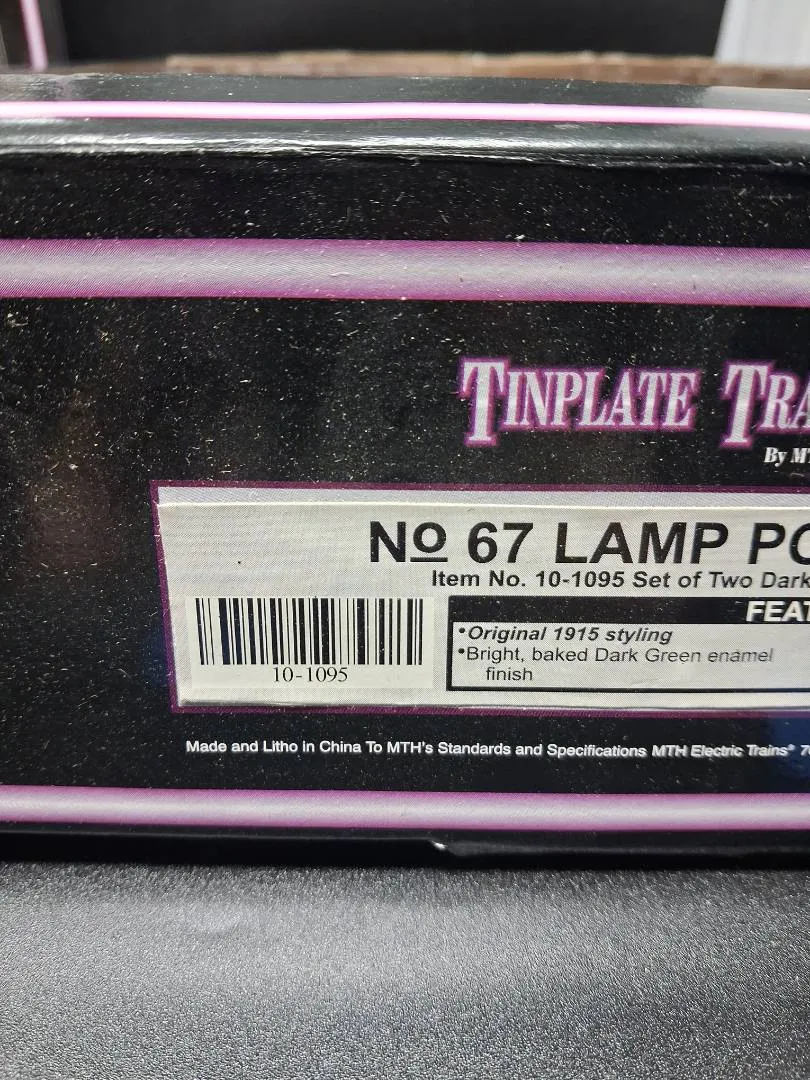 TINPLATE TRA
By MT
No 67 LAMP PO
Item No. 10-1095 Set of Two Dark
FEAT
•Original 1915 styling
•Bright, baked Dark Green enamel
finish
10-1095
Made and Litho in China To MTH's Standards and Specifications MTH Electric Trains® 70